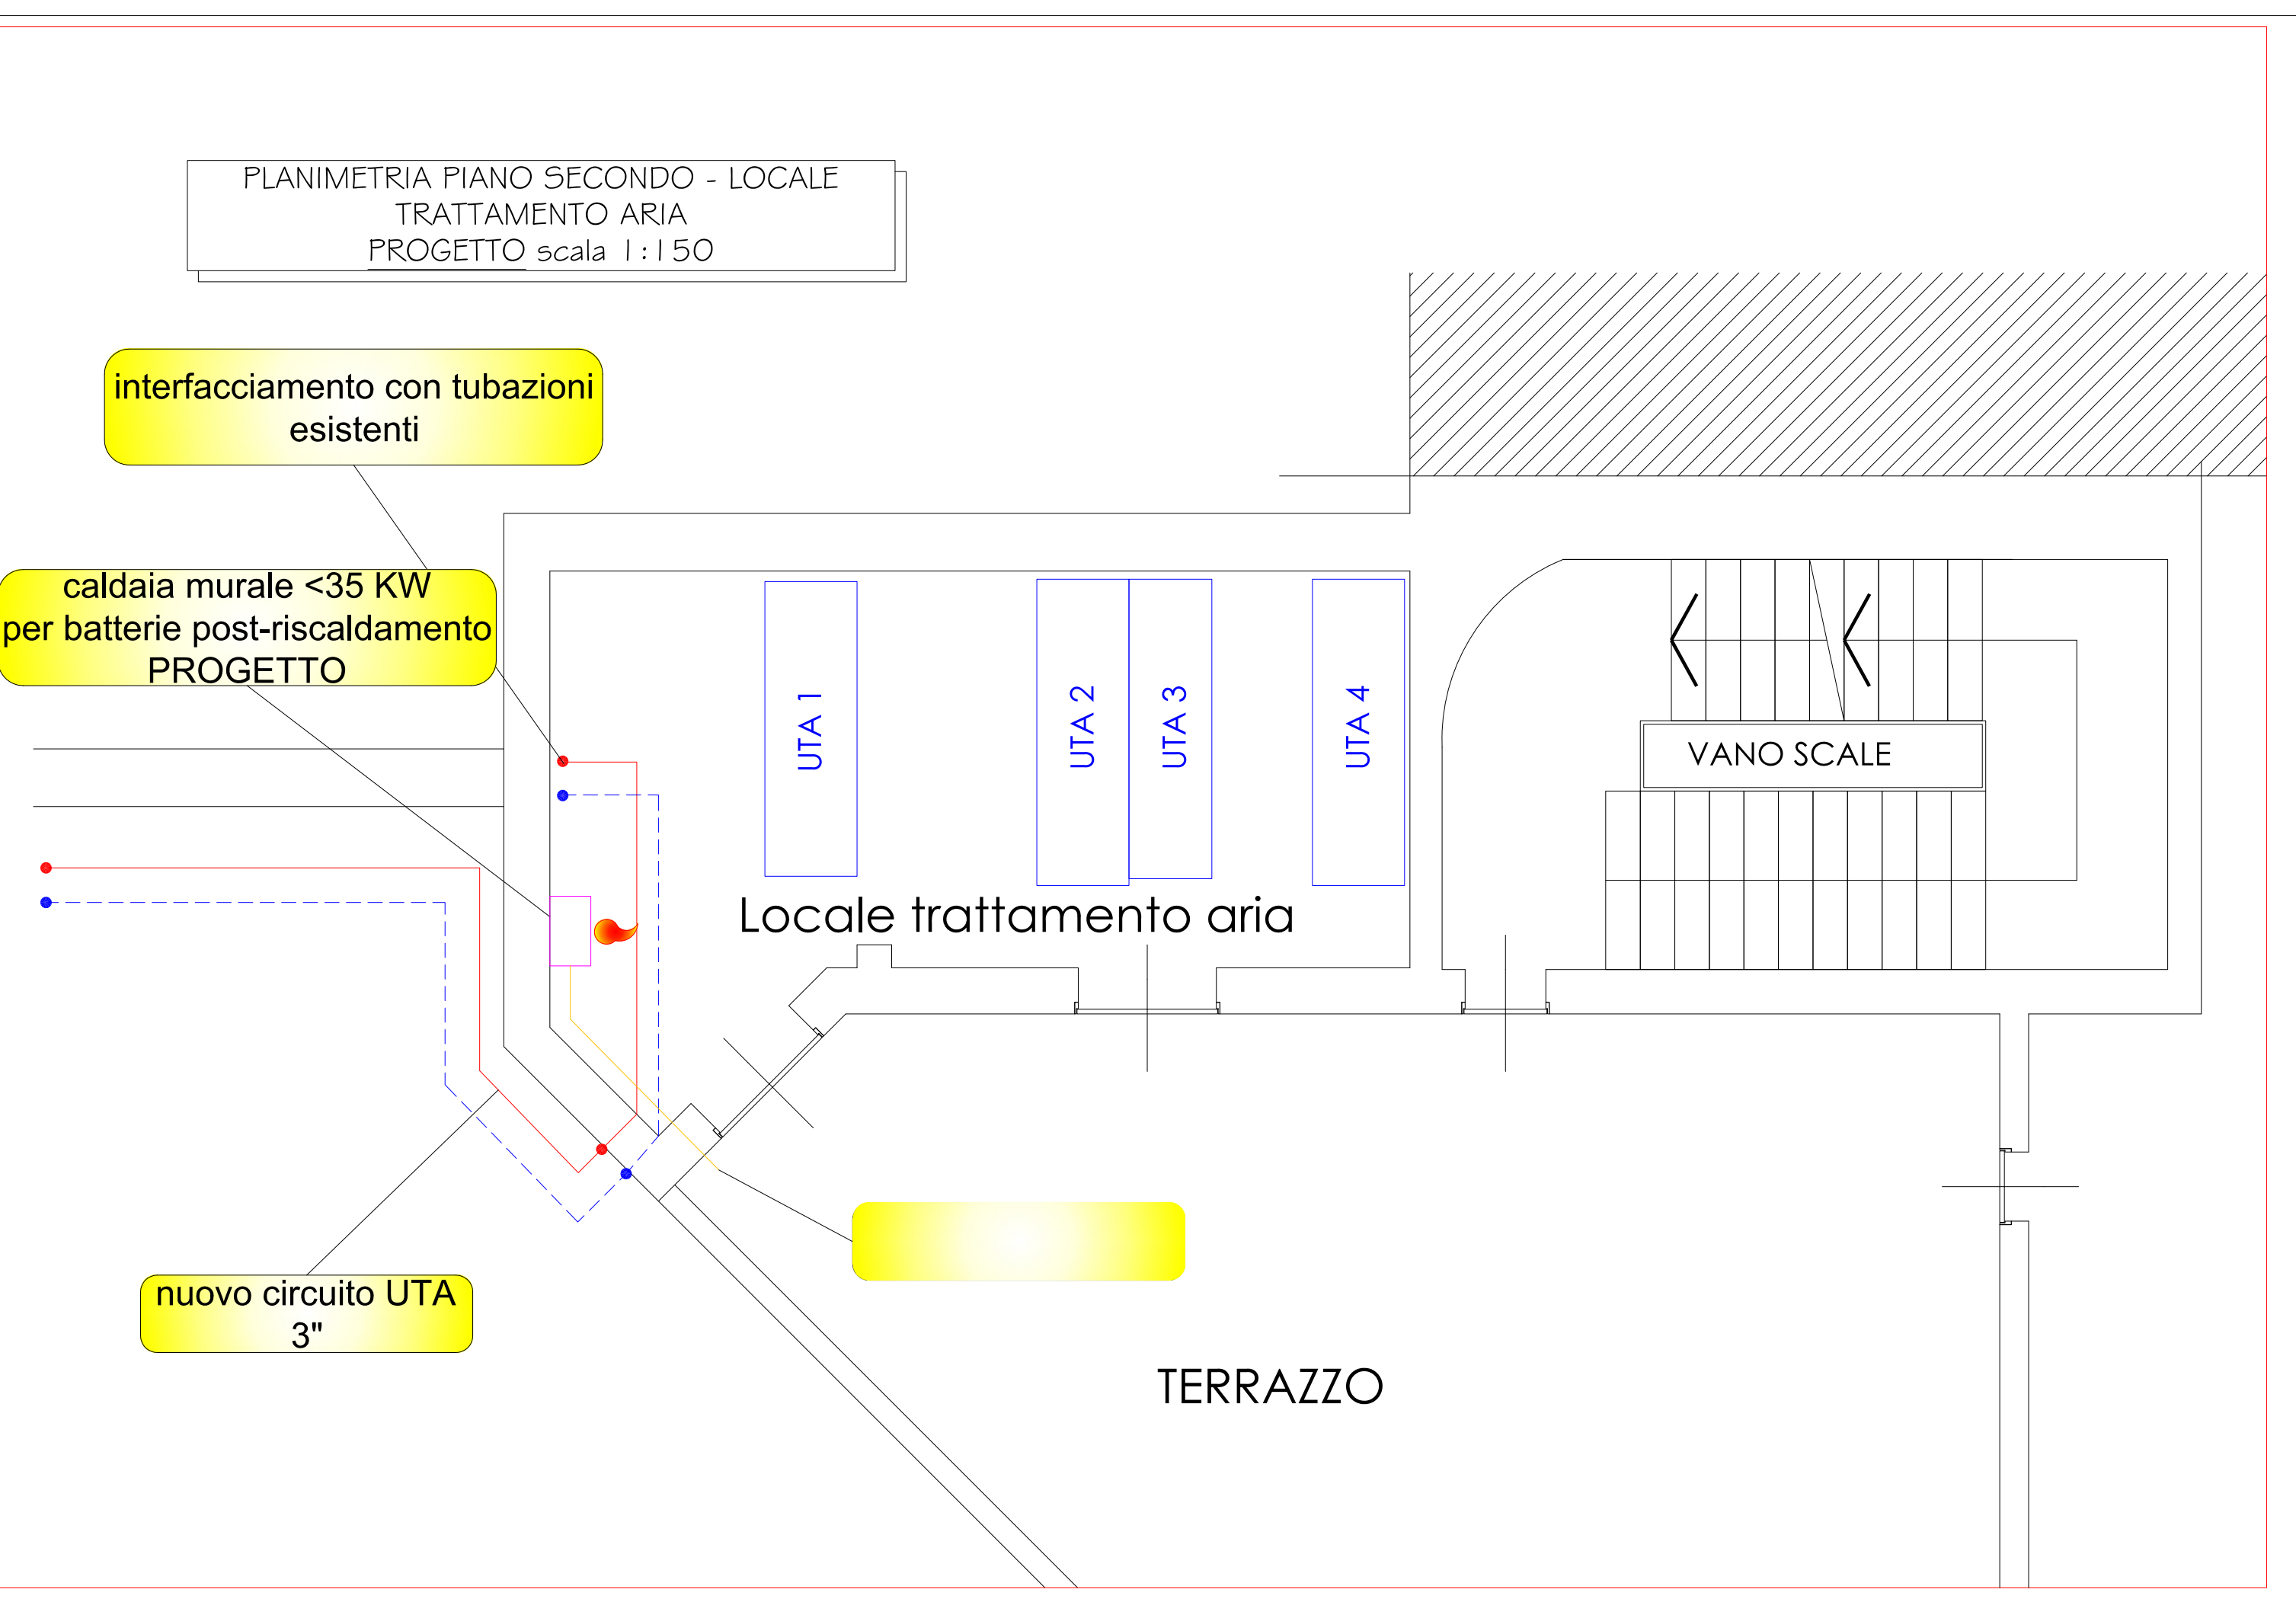 PLANIMETRIA PIANO SECONDO - LOCALE
TRATTAMENTO ARIA
PROGETTO scala 1:150
interfacciamento con tubazioni
esistenti
caldaia murale <35 KW
per batterie post-riscaldamento
PROGETTO
UTA 1
UTA 2
UTA 3
UTA 4
VANO SCALE
Locale trattamento aria
nuovo circuito UTA
3"
TERRAZZO